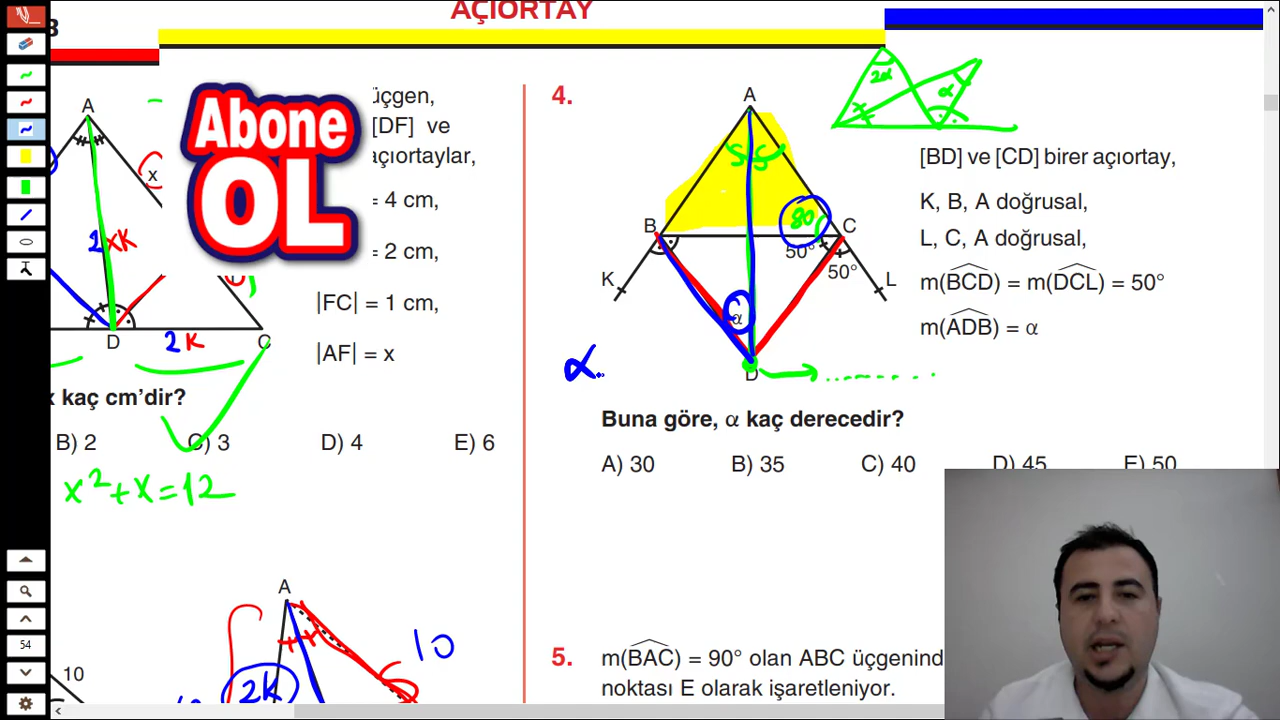 AÇIORTAY
B
Abone
OL
üçgen,
[DF] ve
açıortaylar,
= 4 cm,
= 2 cm,
|FC| = 1 cm,
|AF| = x
A
x
2xK
D
2K
C
x kaç cm'dir?
B) 2
C) 3
D) 4
E) 6
x²+x=12
A
10
10
2K
4.
A
B
C
80
50°
50°
K
L
α
D
α.
2α
α
x
[BD] ve [CD] birer açıortay,
K, B, A doğrusal,
L, C, A doğrusal,
m(BCD) = m(DCL) = 50°
m(ADB) = α
Buna göre, α kaç derecedir?
A) 30
B) 35
C) 40
D) 45
E) 50
5.
m(BAC) = 90° olan ABC üçgenind
noktası E olarak işaretleniyor.
54